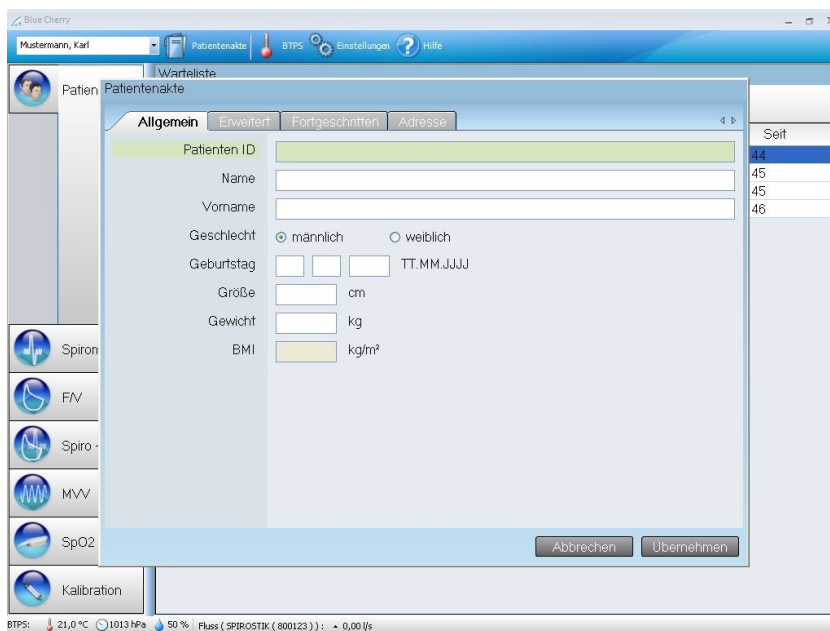 Blue Cherry
Mustermann, Karl Patientenakte BTPS Einstellungen Hilfe
Warteliste
Patien
Patientenakte
Allgemein Erweitert Fortgeschritten Adresse
Seit
Patienten ID
44
Name
45
Vorname
45
46
Geschlecht männlich weiblich
Geburtstag TT.MM.JJJJ
Größe cm
Gewicht kg
BMI kg/m²
Spiron
F/V
Spiro -
MVV
SpO2
Abbrechen Übernehmen
Kalibration
BTPS: 21,0 °C 1013 hPa 50 % Fluss ( SPIROSTIK ( 800123 ) ) : 0,00 l/s